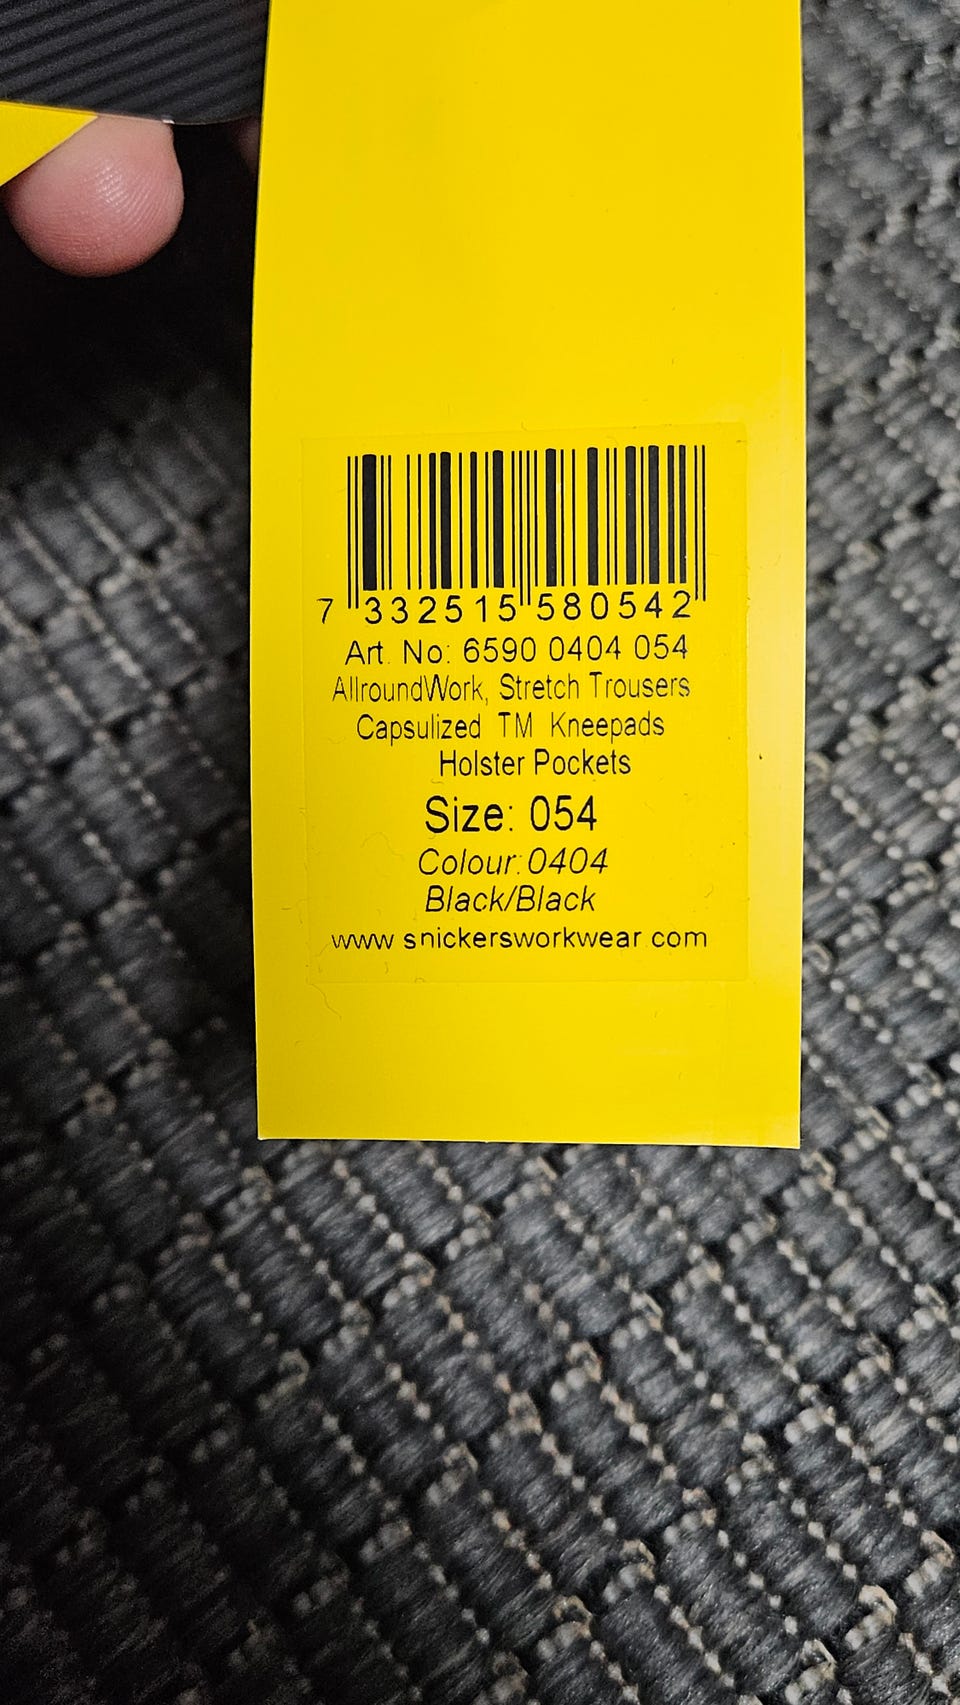 7 332515 580542
Art. No: 6590 0404 054
AllroundWork, Stretch Trousers
Capsulized TM Kneepads
Holster Pockets
Size: 054
Colour:0404
Black/Black
www.snickersworkwear.com